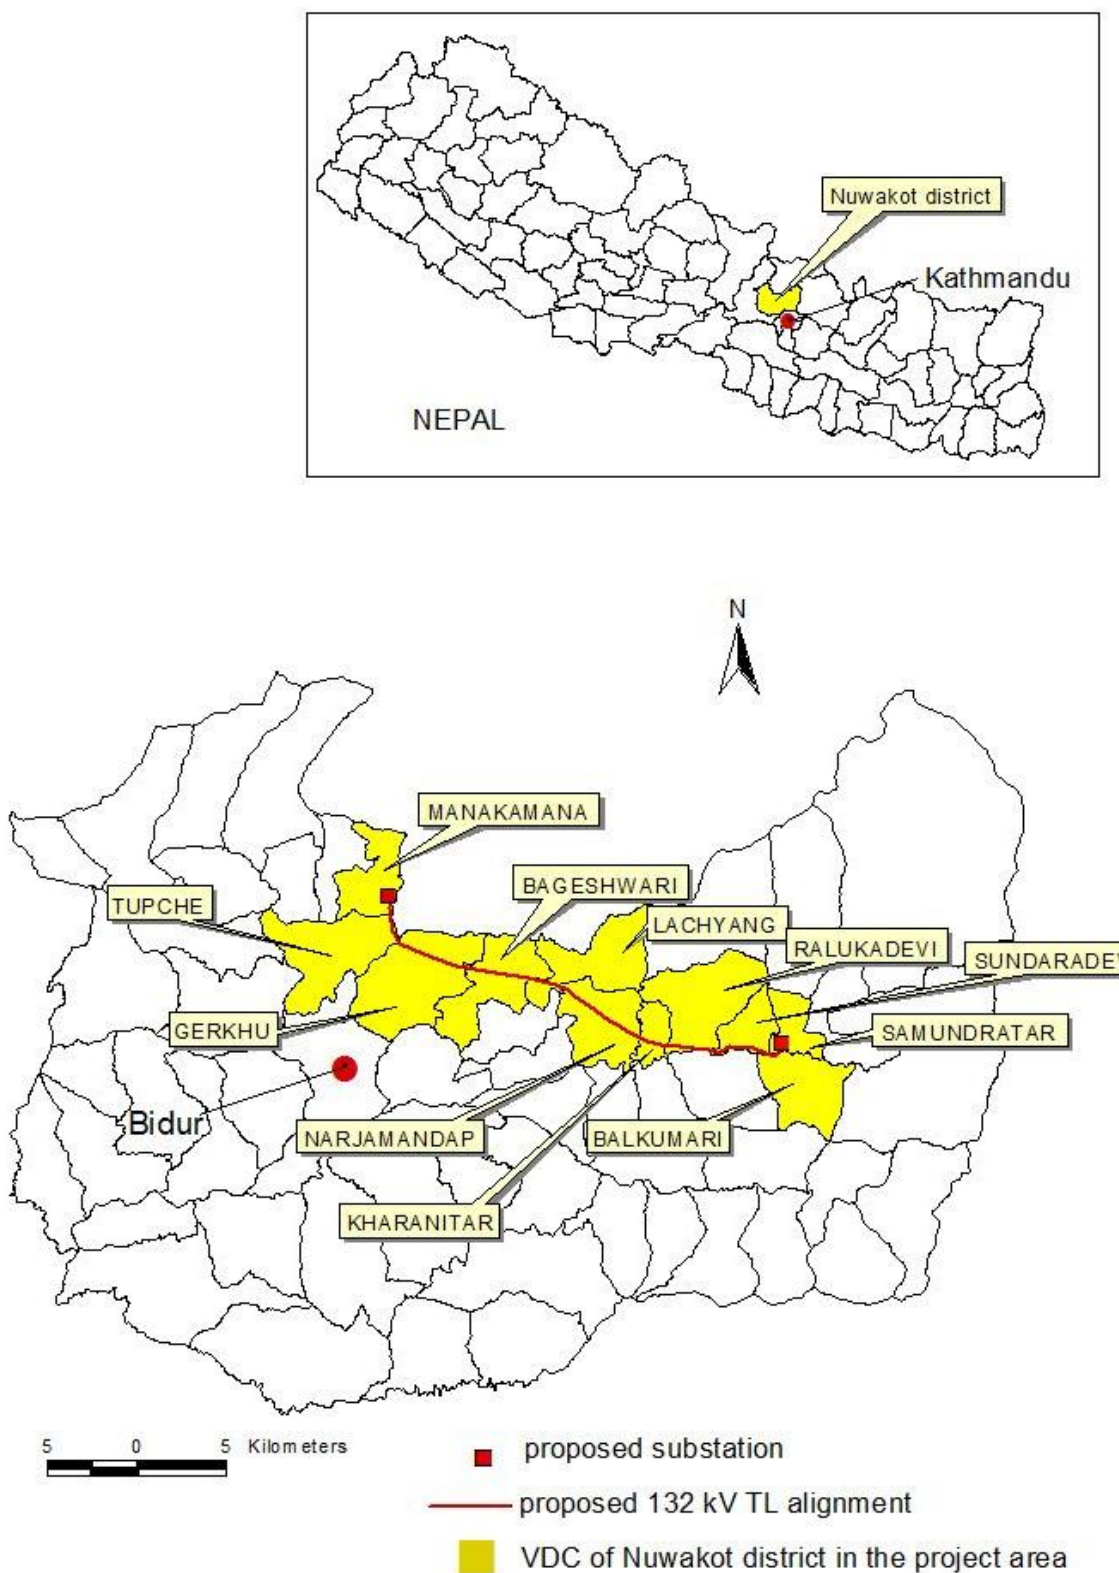 Nuwakot district
Kathmandu
NEPAL
N
MANAKAMANA
BAGESHWARI
TUPCHE
LACHYANG
RALUKADEVI
SUNDARADEV
GERKHU
SAMUNDRATAR
Bidur
NARJAMANDAP
BALKUMARI
KHARANITAR
5 0 5 Kilometers
proposed substation
proposed 132 kV TL alignment
VDC of Nuwakot district in the project area